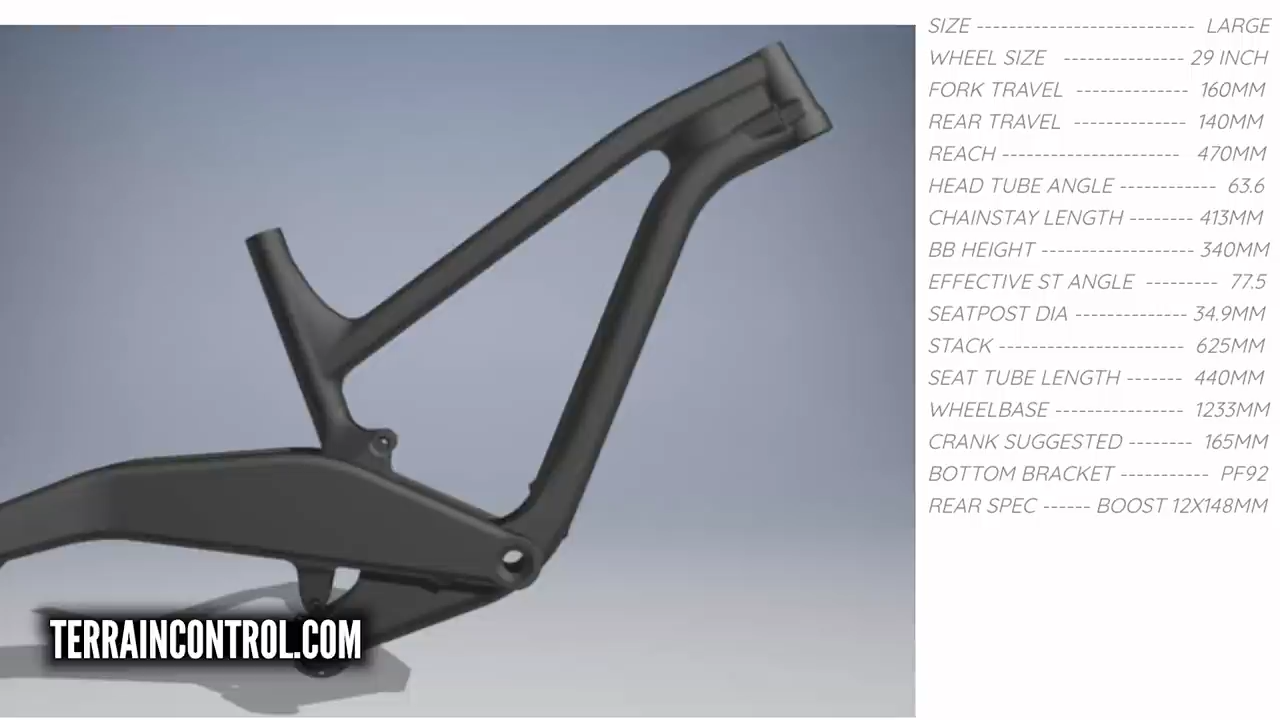 SIZE -------------------------- LARGE
WHEEL SIZE --------------- 29 INCH
FORK TRAVEL -------------- 160MM
REAR TRAVEL -------------- 140MM
REACH ---------------------- 470MM
HEAD TUBE ANGLE ------------ 63.6
CHAINSTAY LENGTH -------- 413MM
BB HEIGHT ------------------- 340MM
EFFECTIVE ST ANGLE --------- 77.5
SEATPOST DIA -------------- 34.9MM
STACK ----------------------- 625MM
SEAT TUBE LENGTH ------- 440MM
WHEELBASE ---------------- 1233MM
CRANK SUGGESTED -------- 165MM
BOTTOM BRACKET ----------- PF92
REAR SPEC ------ BOOST 12X148MM
TERRAINCONTROL.COM